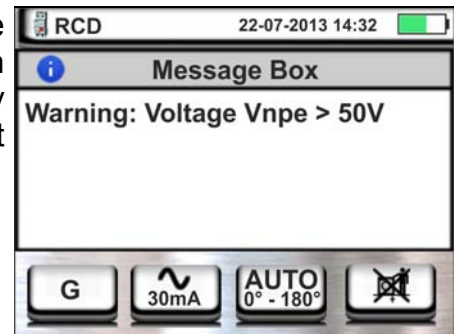 RCD 22-07-2013 14:32
i Message Box
Warning: Voltage Vnpe > 50V
G 30mA AUTO
0° - 180°